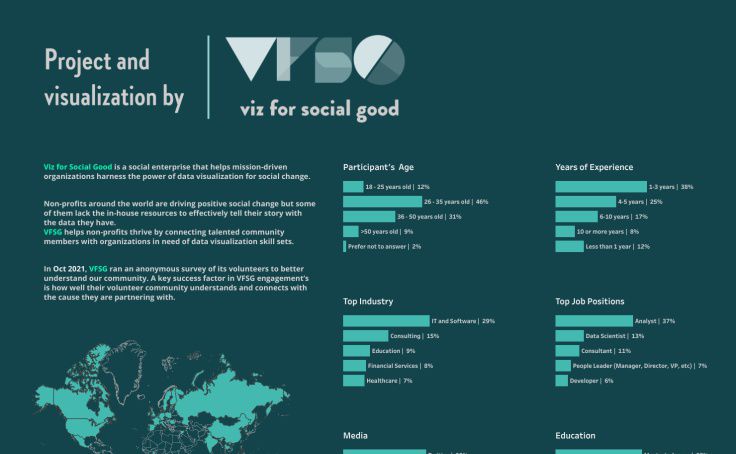 Project and
visualization by
VFSG
viz for social good
Viz for Social Good is a social enterprise that helps mission-driven
organizations harness the power of data visualization for social change.
Non-profits around the world are driving positive social change but some
of them lack the in-house resources to effectively tell their story with
the data they have.
VFSG helps non-profits thrive by connecting talented community
members with organizations in need of data visualization skill sets.
In Oct 2021, VFSG ran an anonymous survey of its volunteers to better
understand our community. A key success factor in VFSG engagement's
is how well their volunteer community understands and connects with
the cause they are partnering with.
Participant's Age
18 - 25 years old | 12%
26 - 35 years old | 46%
36 - 50 years old | 31%
>50 years old | 9%
Prefer not to answer | 2%
Years of Experience
1-3 years | 38%
4-5 years | 25%
6-10 years | 17%
10 or more years | 8%
Less than 1 year | 12%
Top Industry
IT and Software | 29%
Consulting | 15%
Education | 9%
Financial Services | 8%
Healthcare | 7%
Top Job Positions
Analyst | 37%
Data Scientist | 13%
Consultant | 11%
People Leader (Manager, Director, VP, etc) | 7%
Developer | 6%
Media
Education